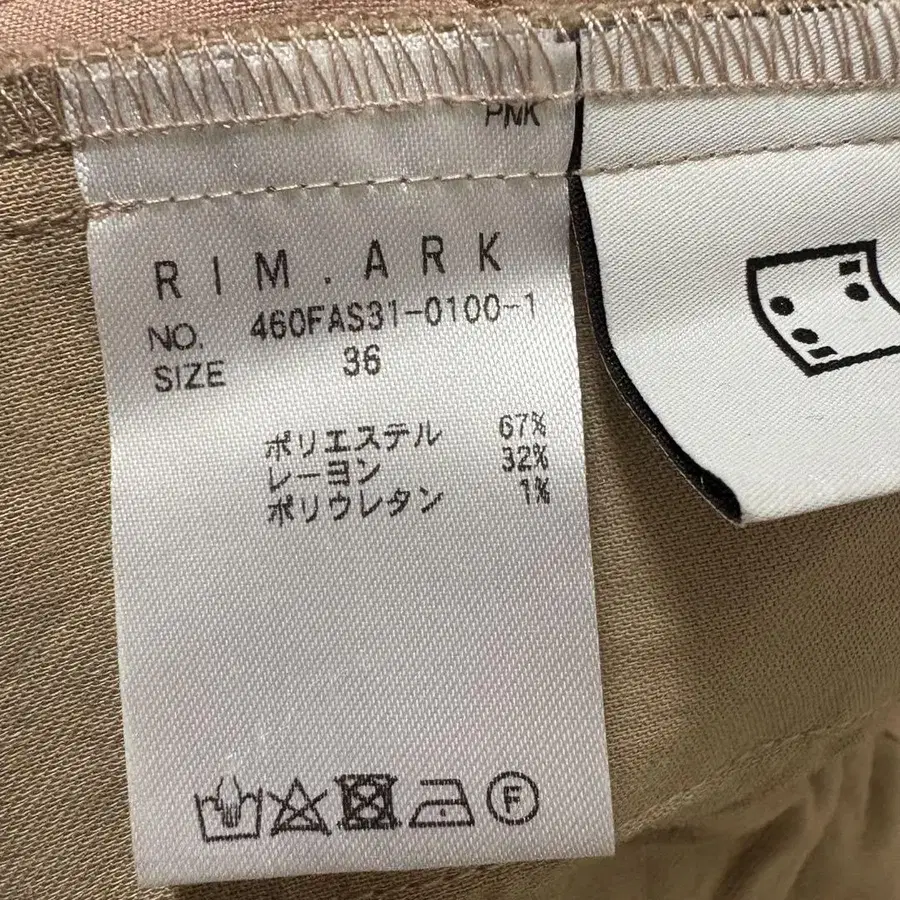 PNK
RIM.ARK
NO. 460FAS31-0100-1
SIZE 36
ポリエステル 67%
レーヨン 32%
ポリウレタン 1%
F